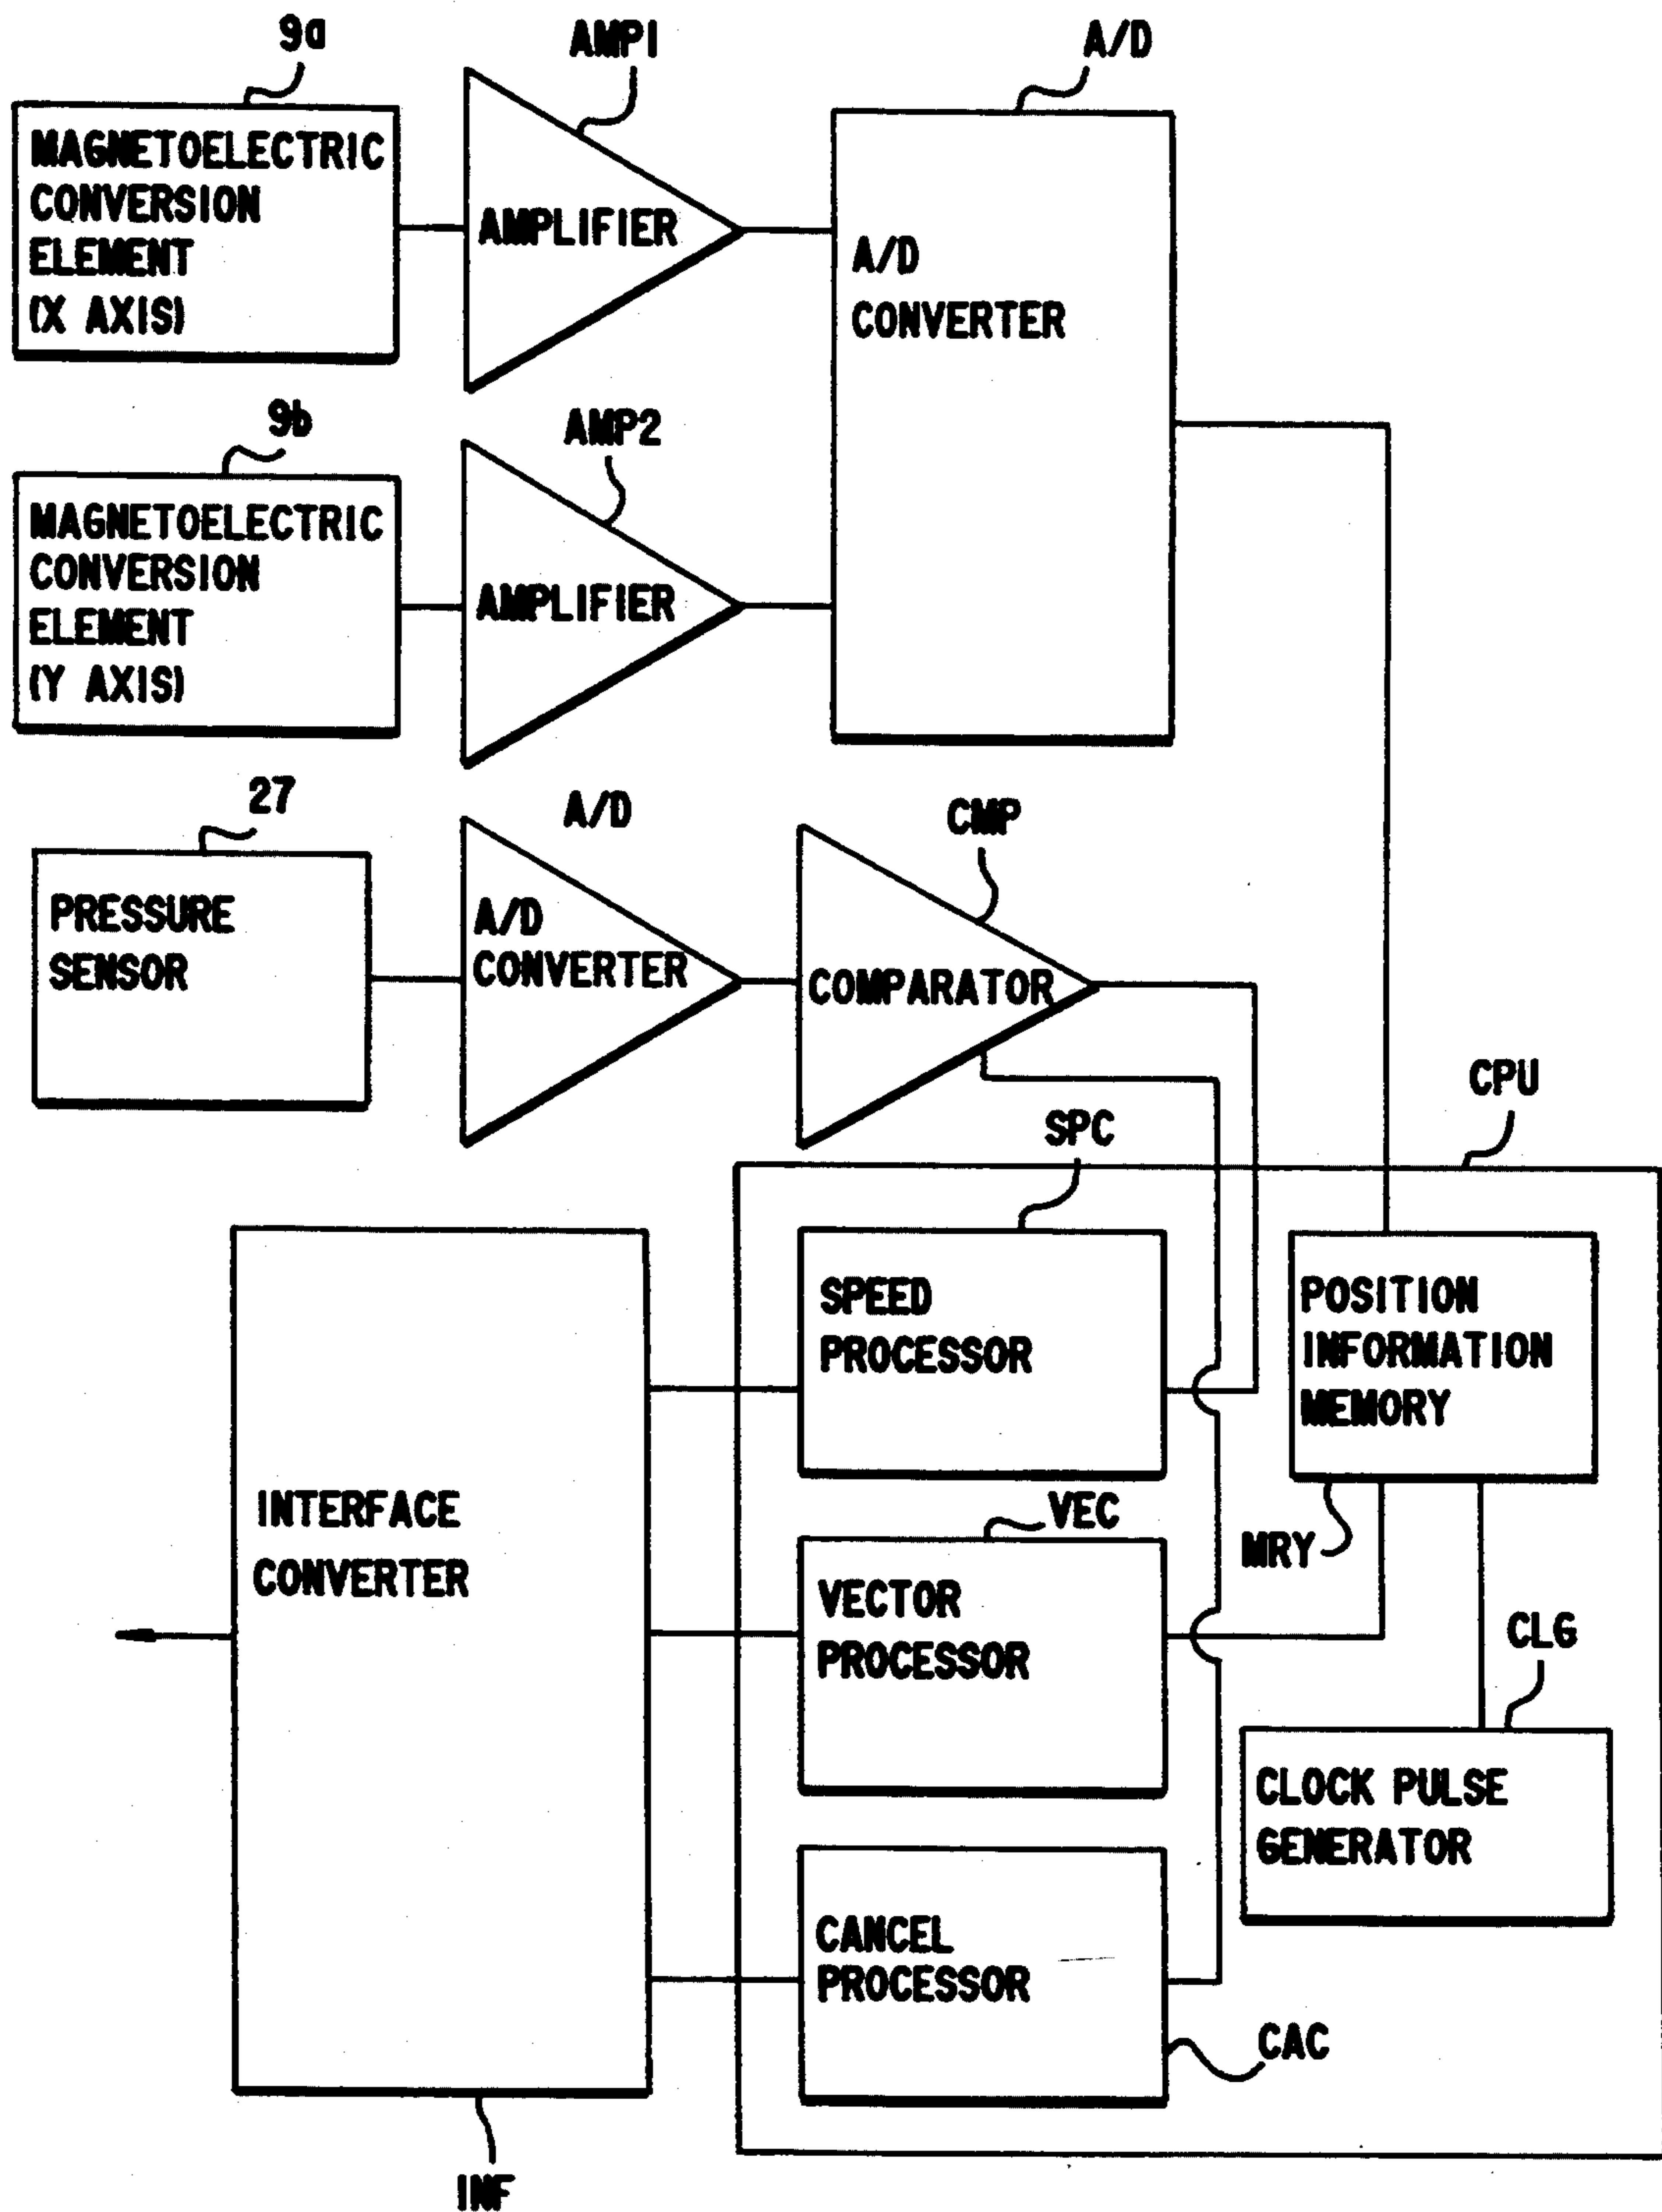 9a
AMP1
A/D
MAGNETOELECTRIC
CONVERSION
ELEMENT
(X AXIS)
AMPLIFIER
A/D
CONVERTER
9b
AMP2
MAGNETOELECTRIC
CONVERSION
ELEMENT
(Y AXIS)
AMPLIFIER
27
A/D
CMP
PRESSURE
SENSOR
A/D
CONVERTER
COMPARATOR
CPU
SPC
SPEED
PROCESSOR
POSITION
INFORMATION
MEMORY
INTERFACE
CONVERTER
VEC
MRY
VECTOR
PROCESSOR
CLG
CLOCK PULSE
GENERATOR
CANCEL
PROCESSOR
CAC
INF